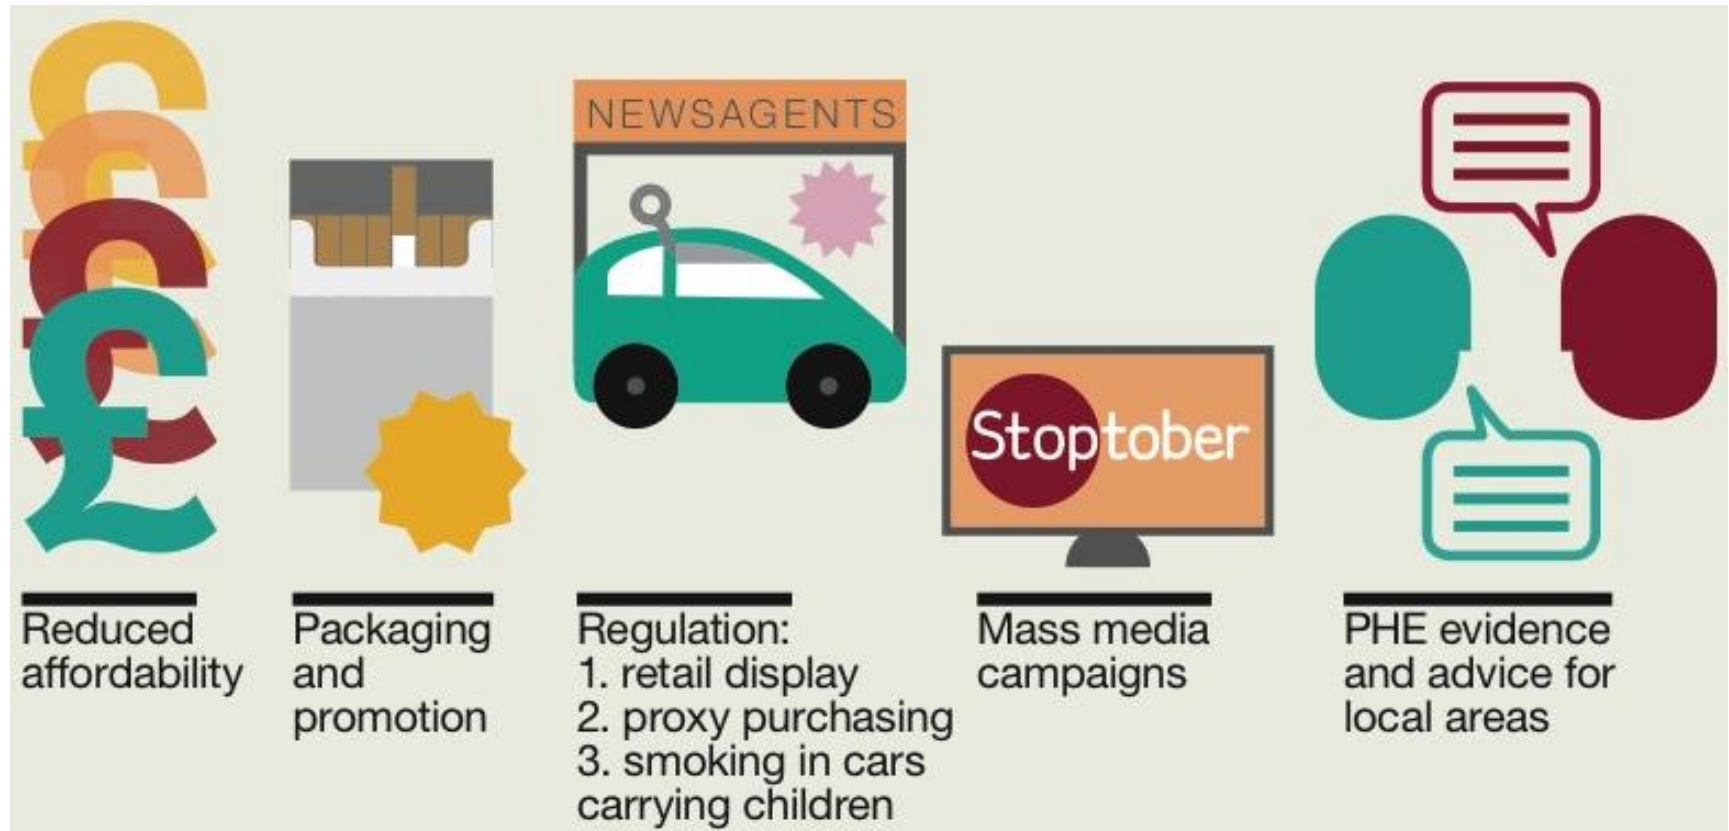 £
£
£
£
NEWSAGENTS
Stoptober
Reduced
affordability
Packaging
and
promotion
Regulation:
1. retail display
2. proxy purchasing
3. smoking in cars
carrying children
Mass media
campaigns
PHE evidence
and advice for
local areas